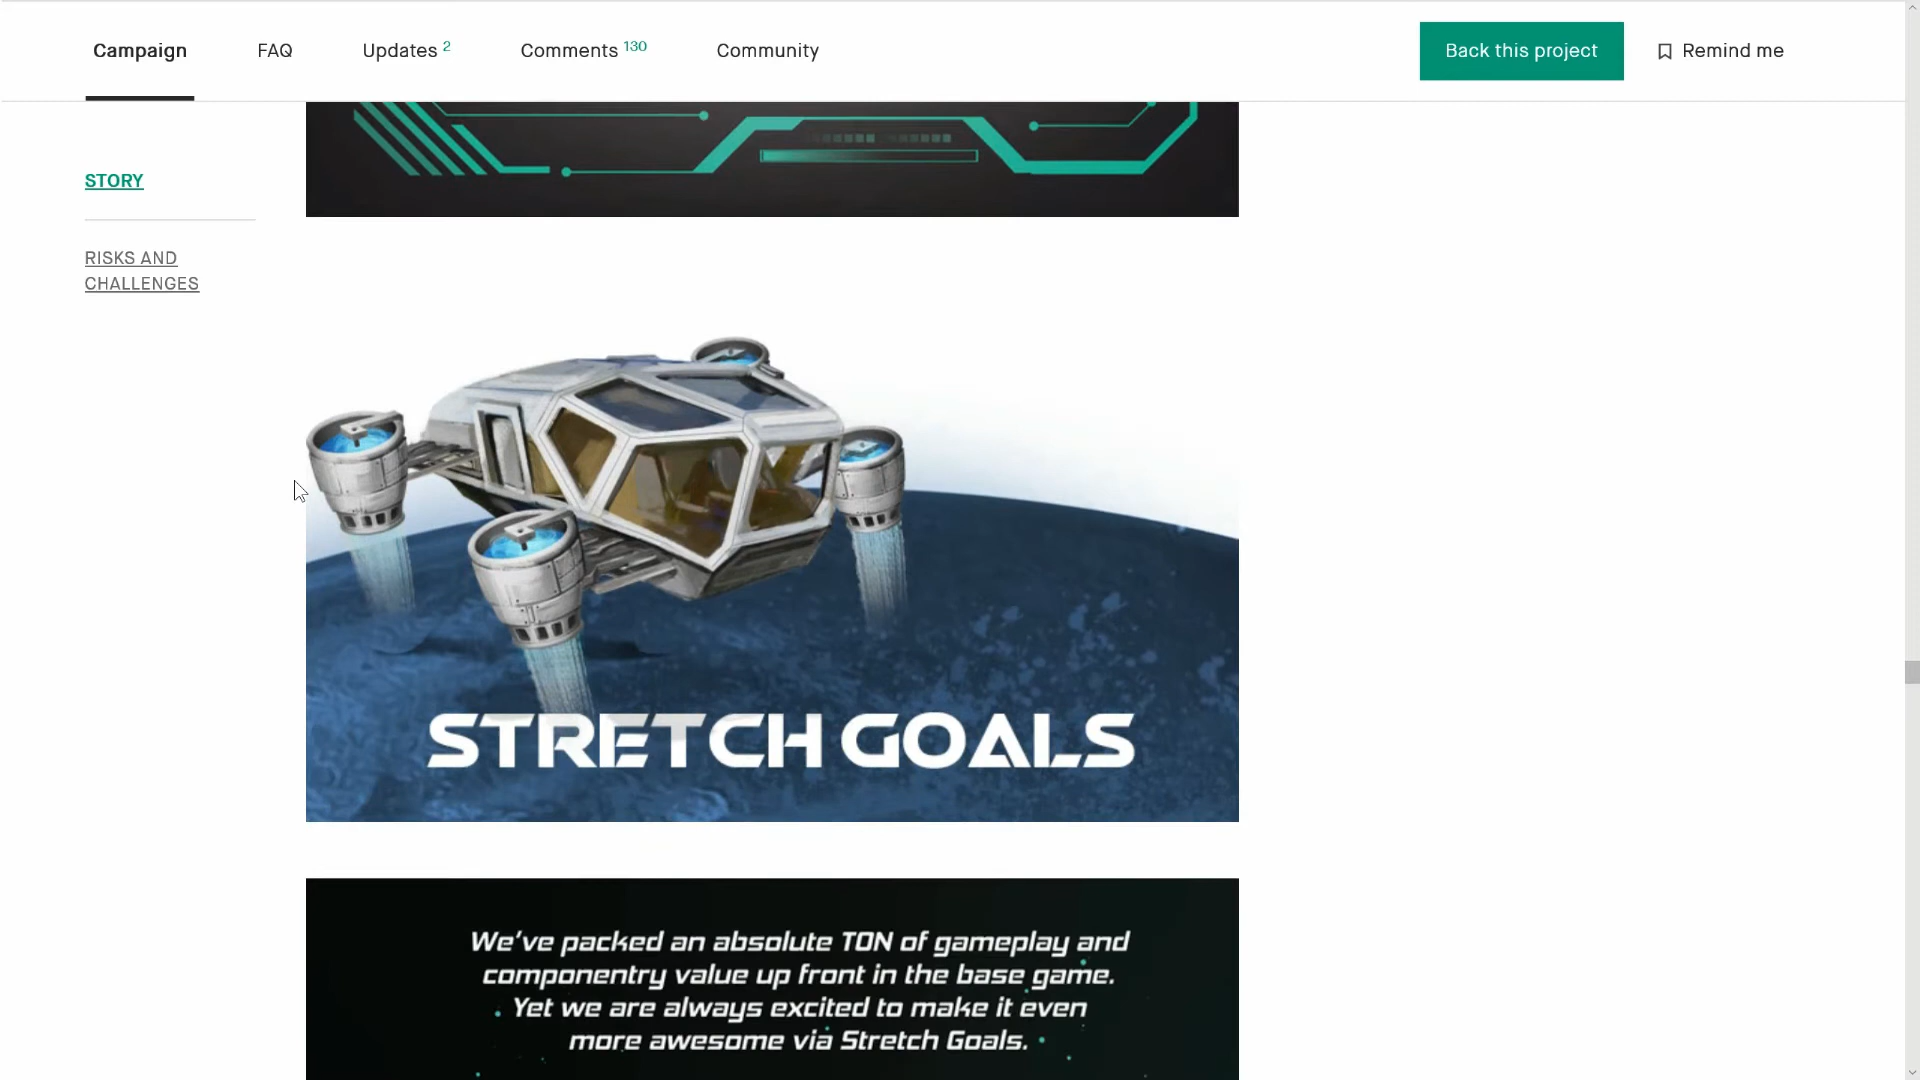 Campaign
FAQ
Updates 2
Comments 130
Community
Back this project
Remind me
STORY
RISKS AND
CHALLENGES
STRETCH GOALS
We've packed an absolute TON of gameplay and
componentry value up front in the base game.
Yet we are always excited to make it even
more awesome via Stretch Goals.